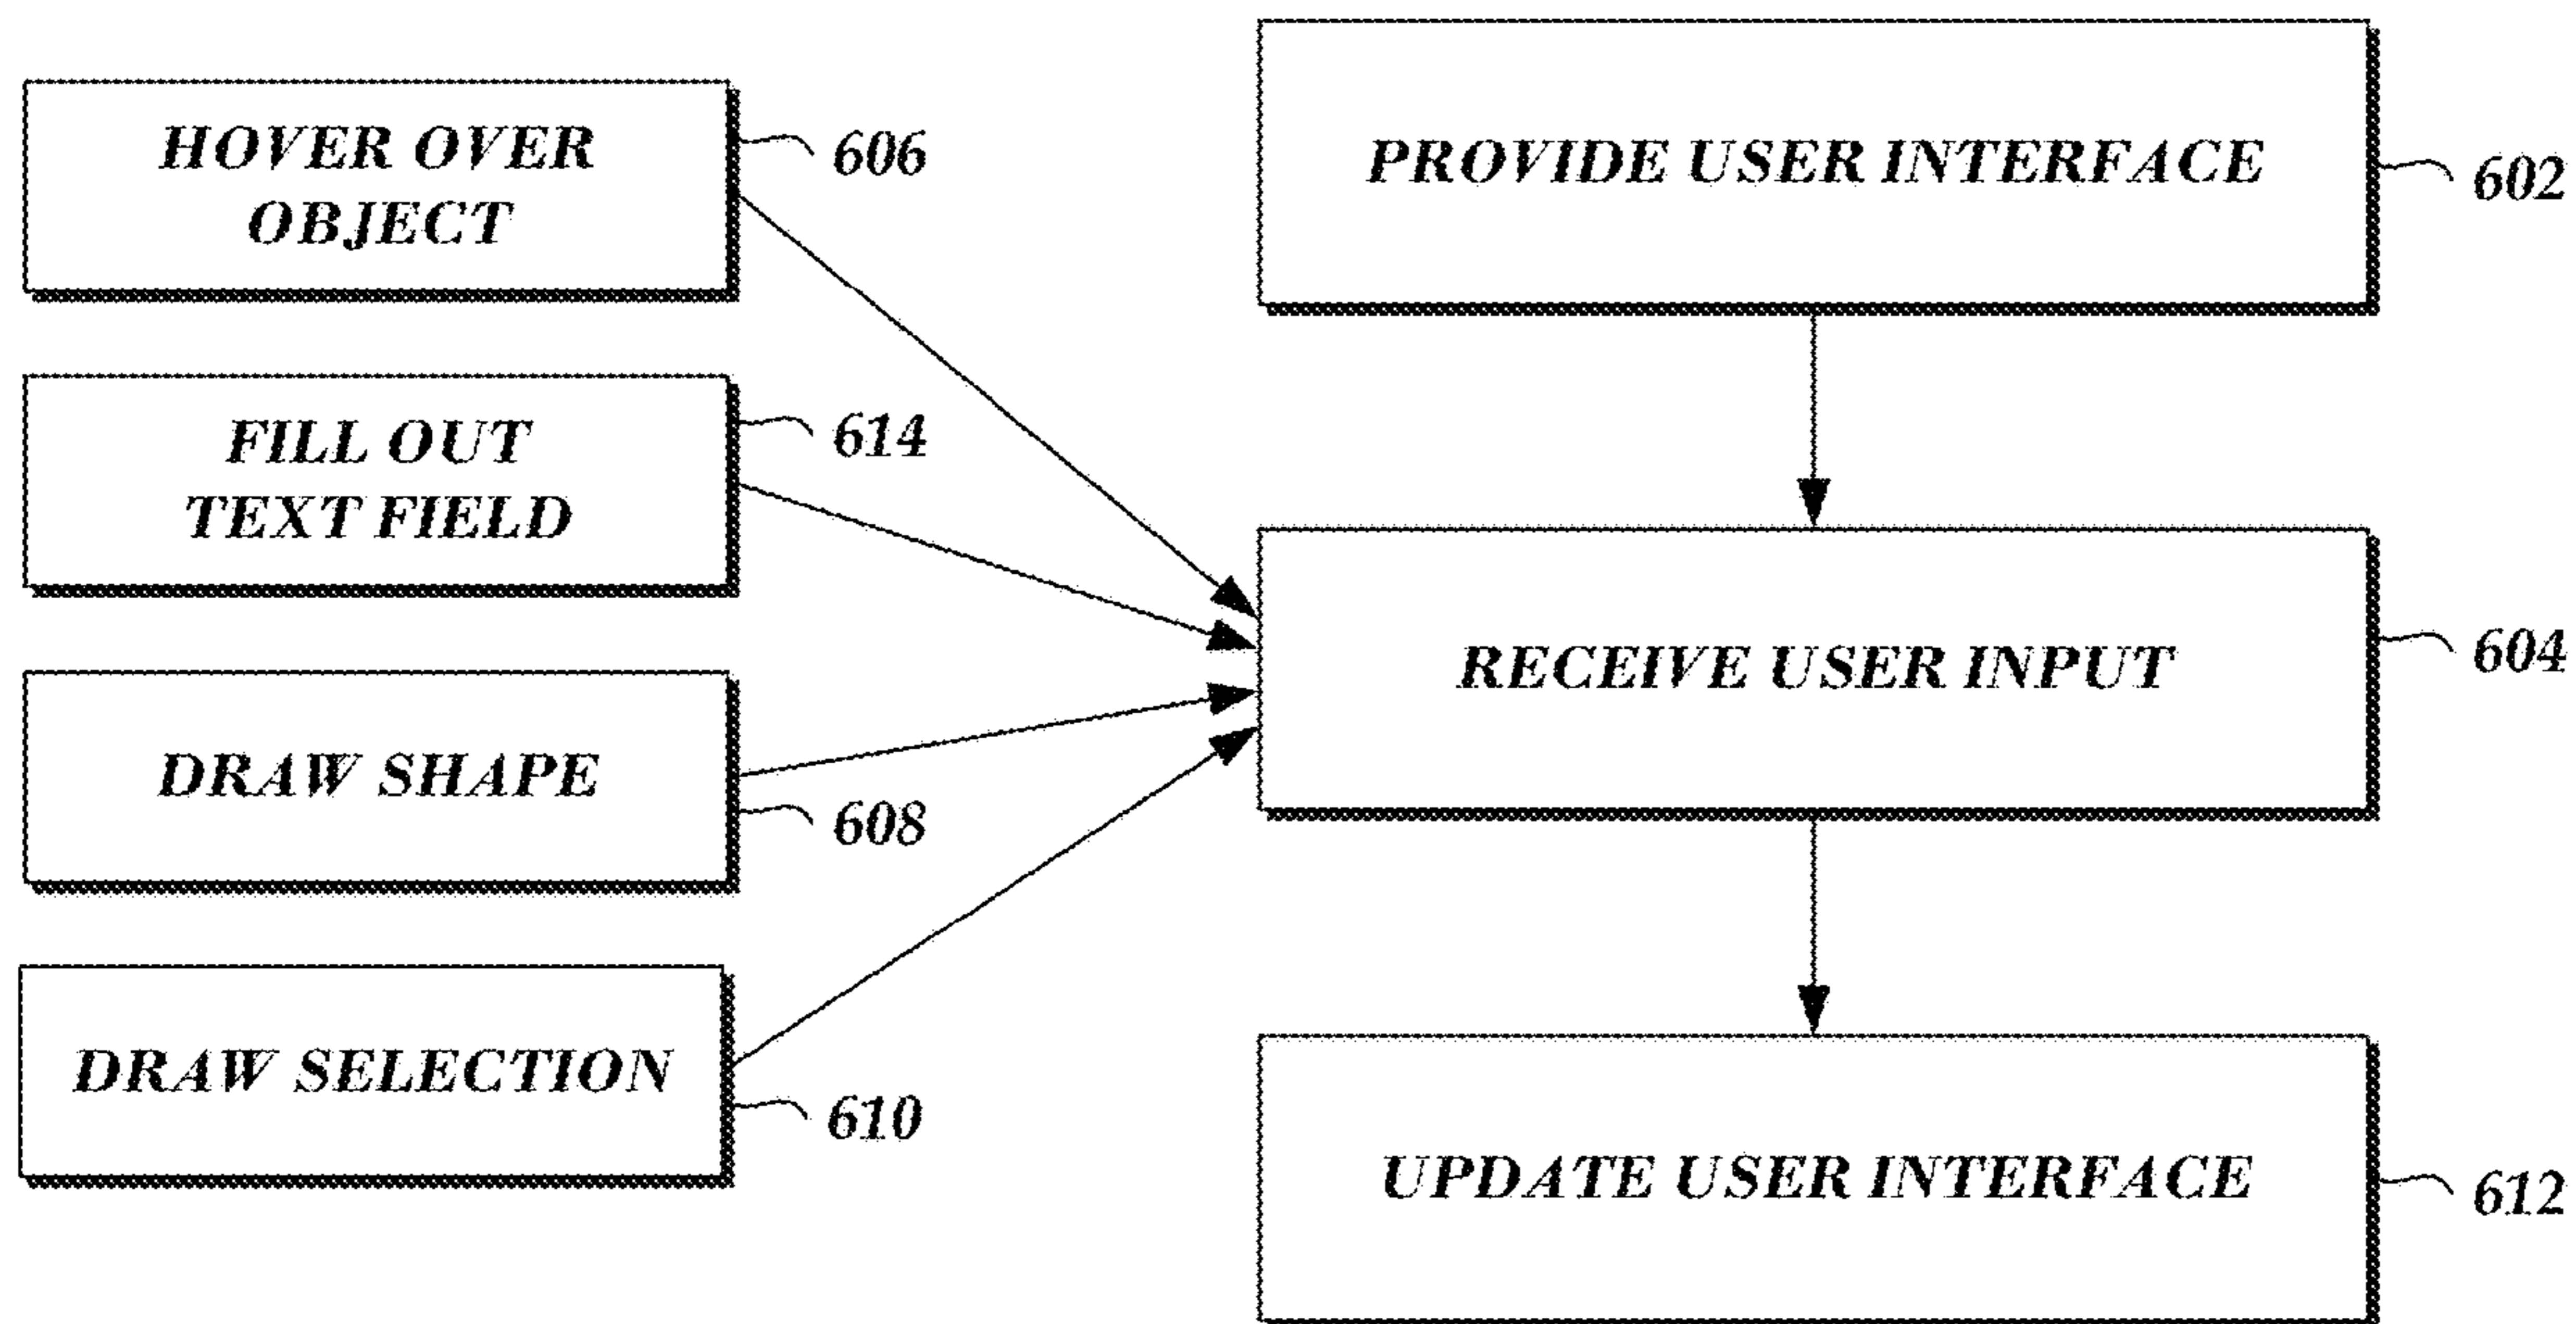 HOVER OVER
OBJECT
606
FILL OUT
TEXT FIELD
614
DRAW SHAPE
608
DRAW SELECTION
610
PROVIDE USER INTERFACE
602
RECEIVE USER INPUT
604
UPDATE USER INTERFACE
612